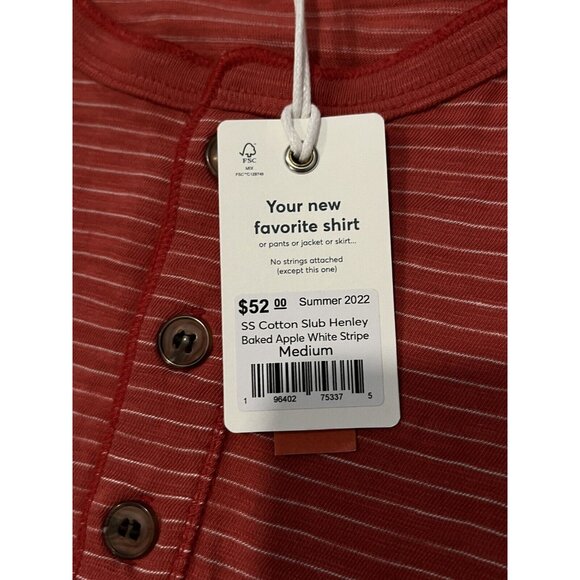 FSC
MIX
Your new
favorite shirt
or pants or jacket or skirt...
No strings attached
(except this one)
$52 00 Summer 2022
SS Cotton Slub Henley
Baked Apple White Stripe
Medium
1 96402 75337 5